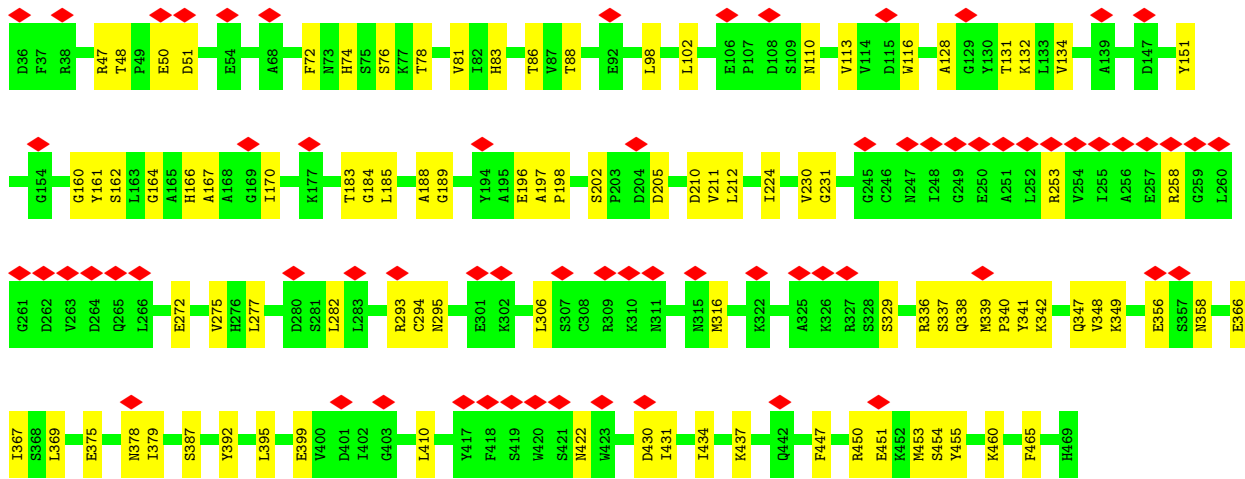 D36 F37 R38 R47 T48 P49 E50 D51 E54 A68 F72 N73 H74 S75 S76 K77 T78 V81 I82 H83 T86 V87 T88 E92 L98 L102 E106 P107 D108 S109 N110 V113 V114 D115 W116 A128 G129 Y130 T131 K132 L133 V134 A139 D147 Y151
G154 G160 Y161 S162 L163 G164 A165 H166 A167 A168 G169 I170 K177 T183 G184 L185 A188 G189 Y194 A195 E196 A197 P198 S202 P203 D204 D205 D210 V211 L212 I224 V230 G231 G245 C246 N247 I248 G249 E250 A251 L252 R253 V254 I255 A256 E257 R258 G259 L260
G261 D262 V263 D264 Q265 L266 E272 V275 H276 L277 D280 S281 L282 L283 R293 C294 N295 E301 K302 L306 S307 C308 R309 K310 N311 N315 M316 K322 A325 K326 R327 S328 S329 R336 S337 Q338 M339 P340 Y341 K342 Q347 V348 K349 E356 S357 N358 E366
I367 S368 L369 E375 N378 I379 S387 Y392 L395 E399 V400 D401 I402 G403 L410 Y417 F418 S419 W420 S421 N422 W423 D430 I431 I434 K437 Q442 F447 R450 E451 K452 M453 S454 Y455 K460 F465 H469